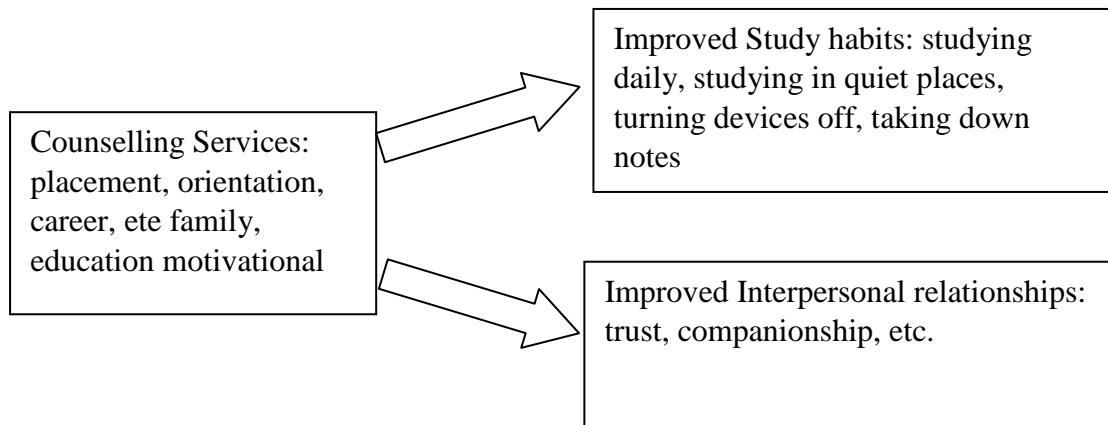 Counselling Services:
placement, orientation,
career, ete family,
education motivational
Improved Study habits: studying
daily, studying in quiet places,
turning devices off, taking down
notes
Improved Interpersonal relationships:
trust, companionship, etc.